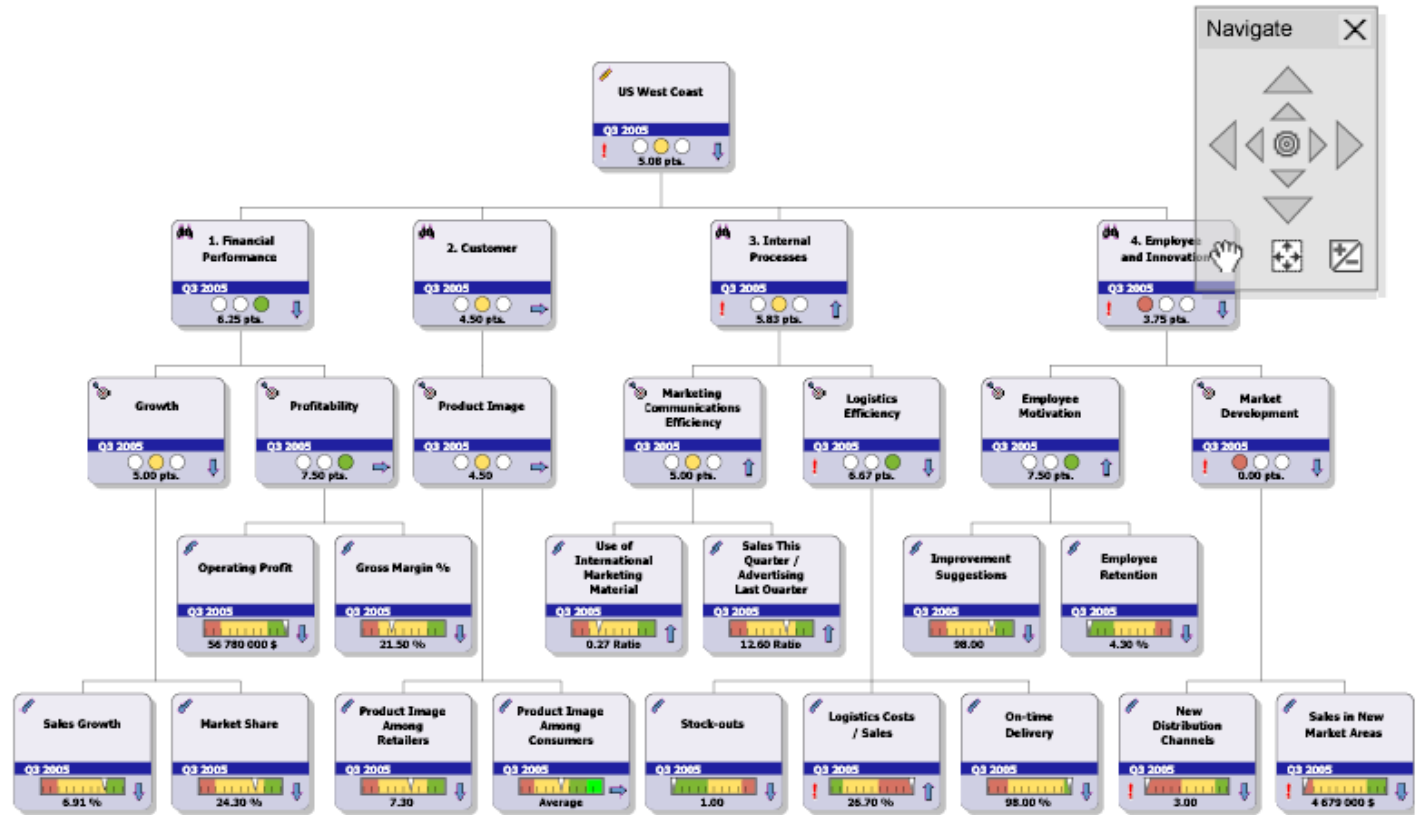 Navigate
US West Coast
Q3 2005
!
5.08 pts.
1. Financial
Performance
Q3 2005
6.25 pts.
2. Customer
Q3 2005
4.50 pts.
3. Internal
Processes
Q3 2005
!
5.83 pts.
4. Employee
and Innovation
Q3 2005
!
3.75 pts.
Growth
Q3 2005
5.00 pts.
Profitability
Q3 2005
7.50 pts.
Product Image
Q3 2005
4.50
Marketing
Communications
Efficiency
Q3 2005
5.00 pts.
Logistics
Efficiency
Q3 2005
!
6.67 pts.
Employee
Motivation
Q3 2005
7.50 pts.
Market
Development
Q3 2005
!
0.00 pts.
Operating Profit
Q3 2005
56 780 000 $
Gross Margin %
Q3 2005
21.50 %
Use of
International
Marketing
Material
Q3 2005
0.27 Ratio
Sales This
Quarter /
Advertising
Last Quarter
Q3 2005
12.60 Ratio
Improvement
Suggestions
Q3 2005
98.00
Employee
Retention
Q3 2005
4.30 %
Sales Growth
Q3 2005
6.91 %
Market Share
Q3 2005
24.30 %
Product Image
Among
Retailers
Q3 2005
7.30
Product Image
Among
Consumers
Q3 2005
Average
Stock-outs
Q3 2005
1.00
Logistics Costs
/ Sales
Q3 2005
!
26.70 %
On-time
Delivery
Q3 2005
98.00 %
New
Distribution
Channels
Q3 2005
!
3.00
Sales in New
Market Areas
Q3 2005
!
4 679 000 $